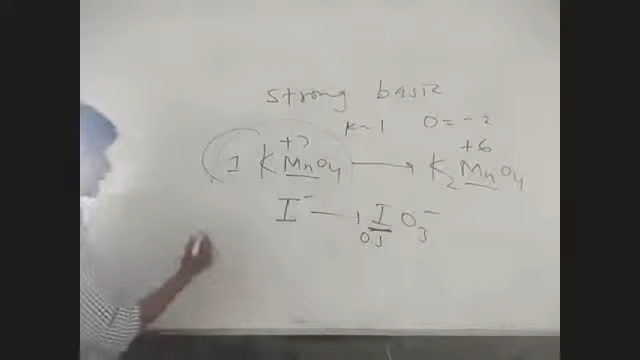 strong basic
K-1 O=-2
+7 +6
1 KMnO4 → K2MnO4
I- → IO3-